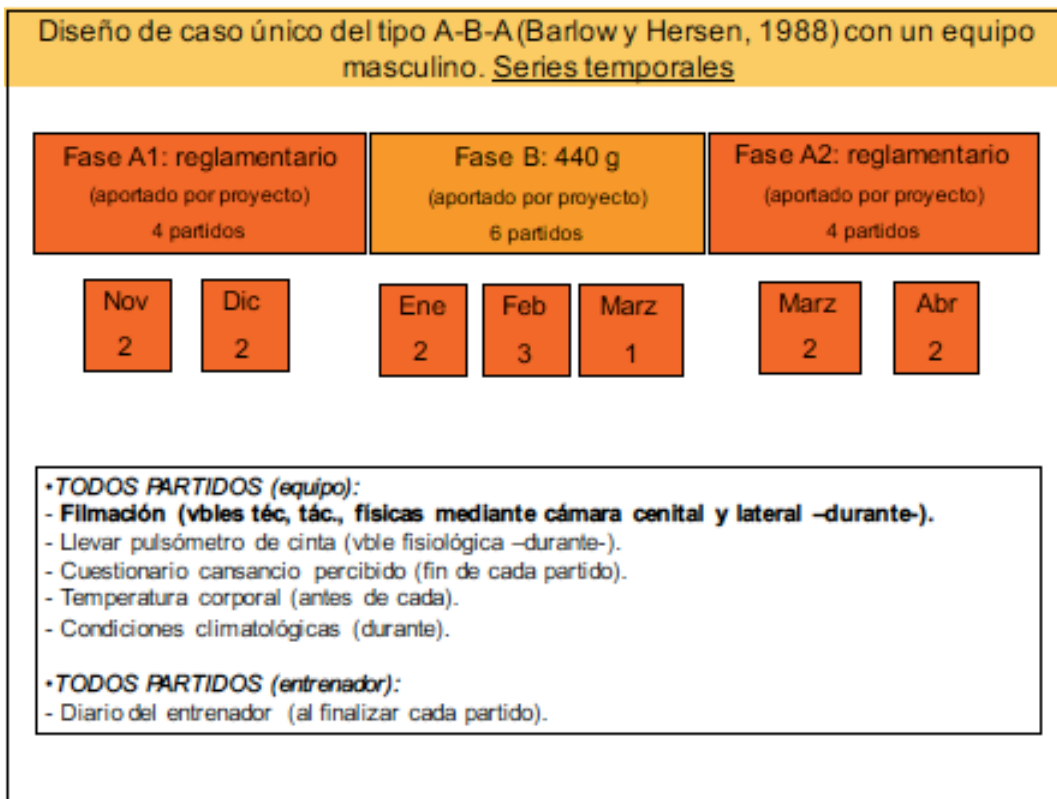 Diseño de caso único del tipo A-B-A (Barlow y Hersen, 1988) con un equipo
masculino. Series temporales
Fase A1: reglamentario
(aportado por proyecto)
4 partidos
Fase B: 440 g
(aportado por proyecto)
6 partidos
Fase A2: reglamentario
(aportado por proyecto)
4 partidos
Nov
2
Dic
2
Ene
2
Feb
3
Marz
1
Marz
2
Abr
2
•TODOS PARTIDOS (equipo):
- Filmación (vbles téc, tác., físicas mediante cámara cenital y lateral –durante-).
- Llevar pulsómetro de cinta (vble fisiológica –durante-).
- Cuestionario cansancio percibido (fin de cada partido).
- Temperatura corporal (antes de cada).
- Condiciones climatológicas (durante).
•TODOS PARTIDOS (entrenador):
- Diario del entrenador (al finalizar cada partido).